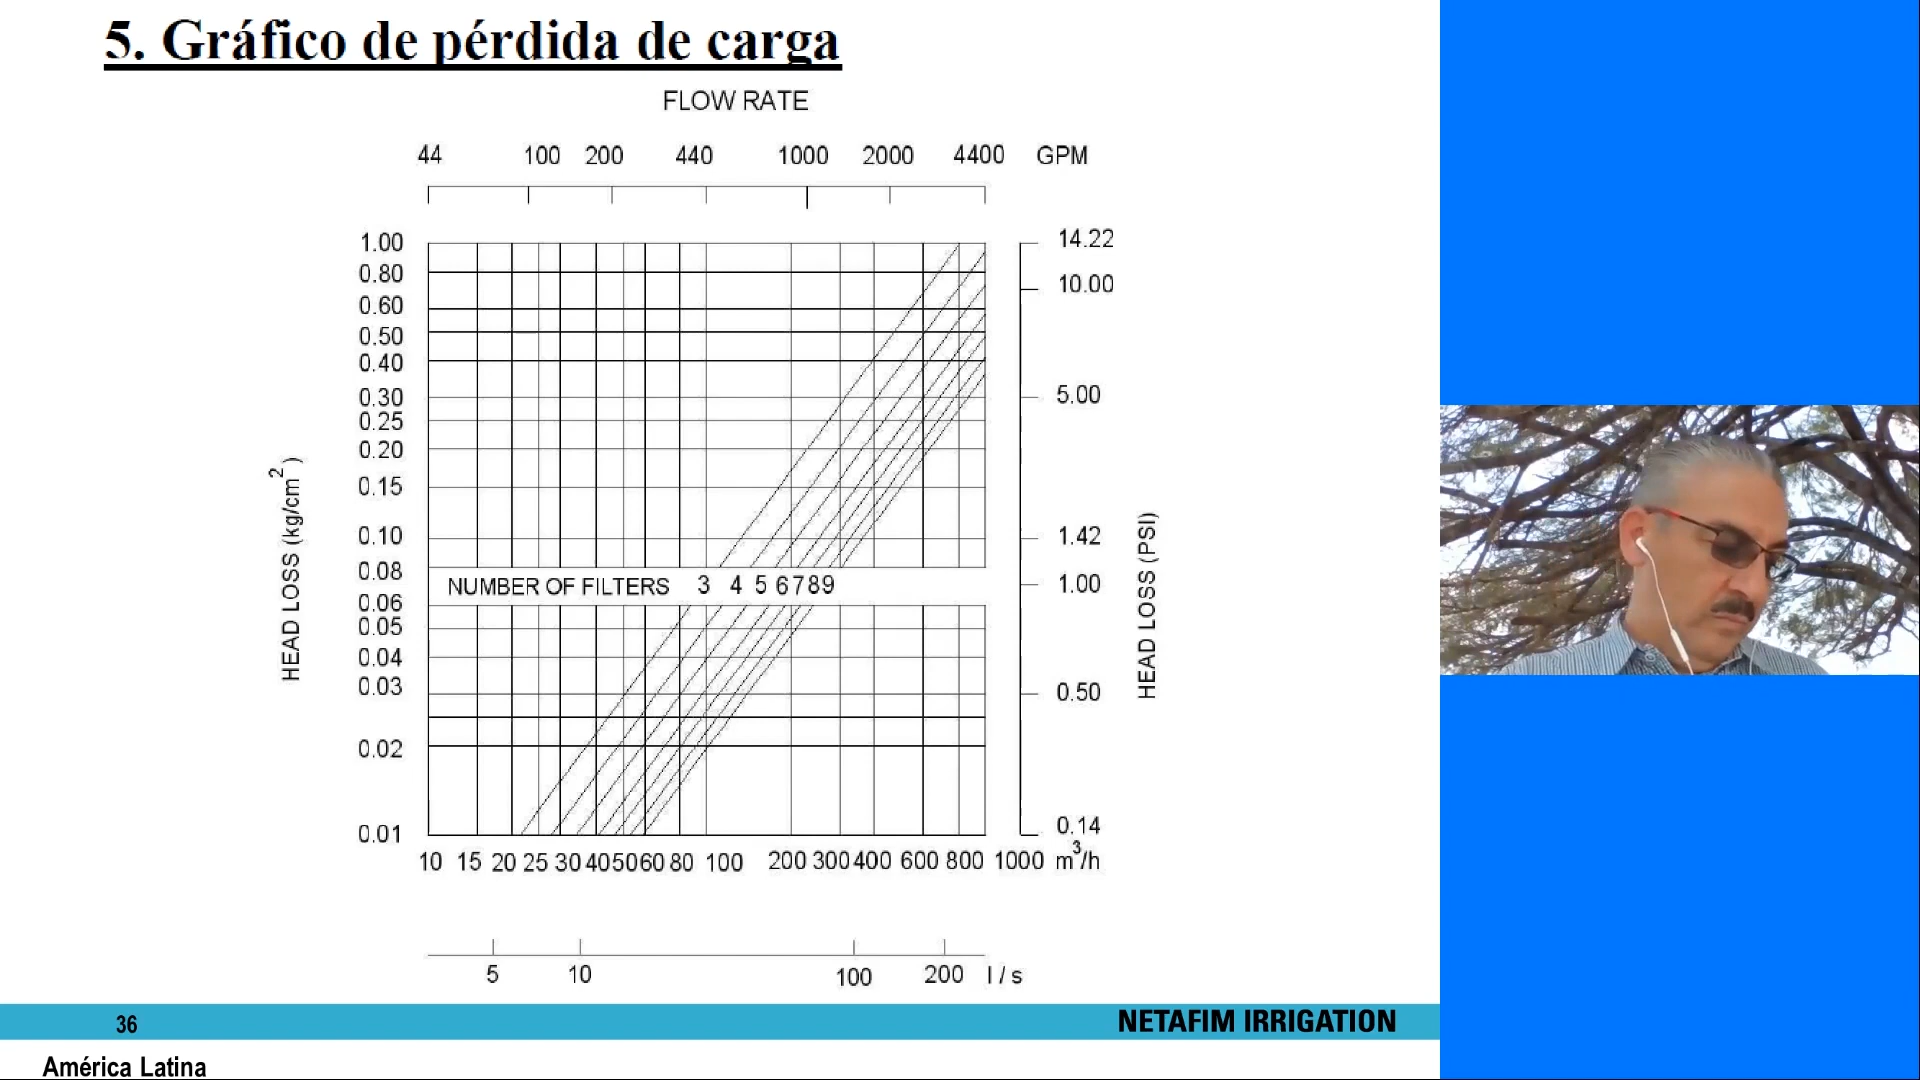 5. Gráfico de pérdida de carga
FLOW RATE
44 100 200 440 1000 2000 4400 GPM
1.00
0.80
0.60
0.50
0.40
0.30
0.25
0.20
0.15
0.10
0.08
0.06
0.05
0.04
0.03
0.02
0.01
HEAD LOSS (kg/cm²)
NUMBER OF FILTERS 3 4 5 6 7 8 9
14.22
10.00
5.00
1.42
1.00
0.50
0.14
HEAD LOSS (PSI)
10 15 20 25 30 40 50 60 80 100 200 300 400 600 800 1000 m³/h
5 10 100 200 l / s
36
NETAFIM IRRIGATION
América Latina